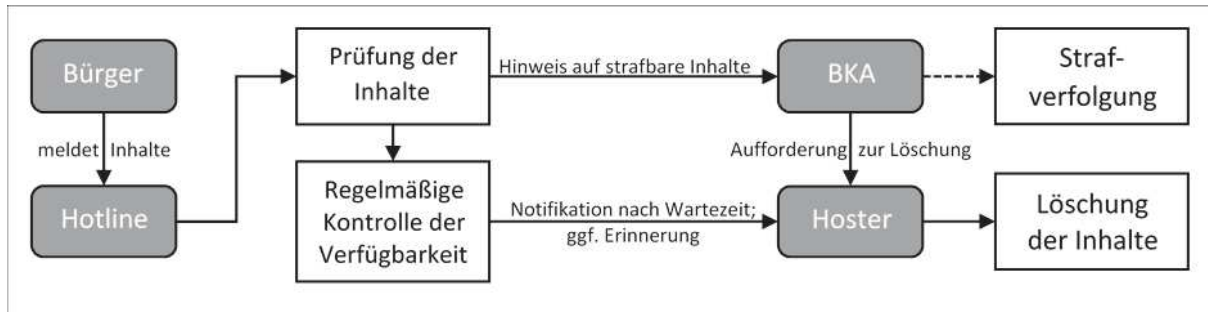 Bürger
meldet Inhalte
Hotline
Prüfung der
Inhalte
Hinweis auf strafbare Inhalte
BKA
Straf-
verfolgung
Aufforderung zur Löschung
Regelmäßige
Kontrolle der
Verfügbarkeit
Notifikation nach Wartezeit;
ggf. Erinnerung
Hoster
Löschung
der Inhalte